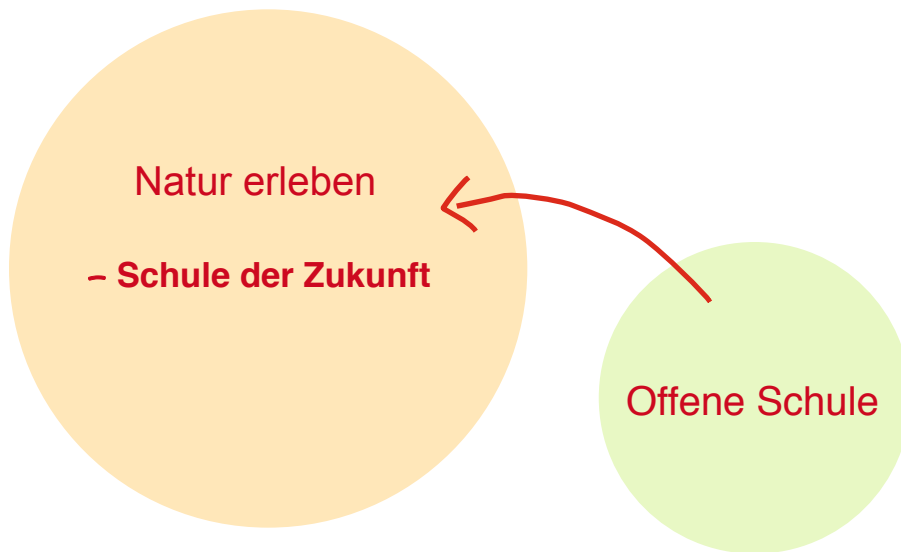 Natur erleben
– Schule der Zukunft
Offene Schule